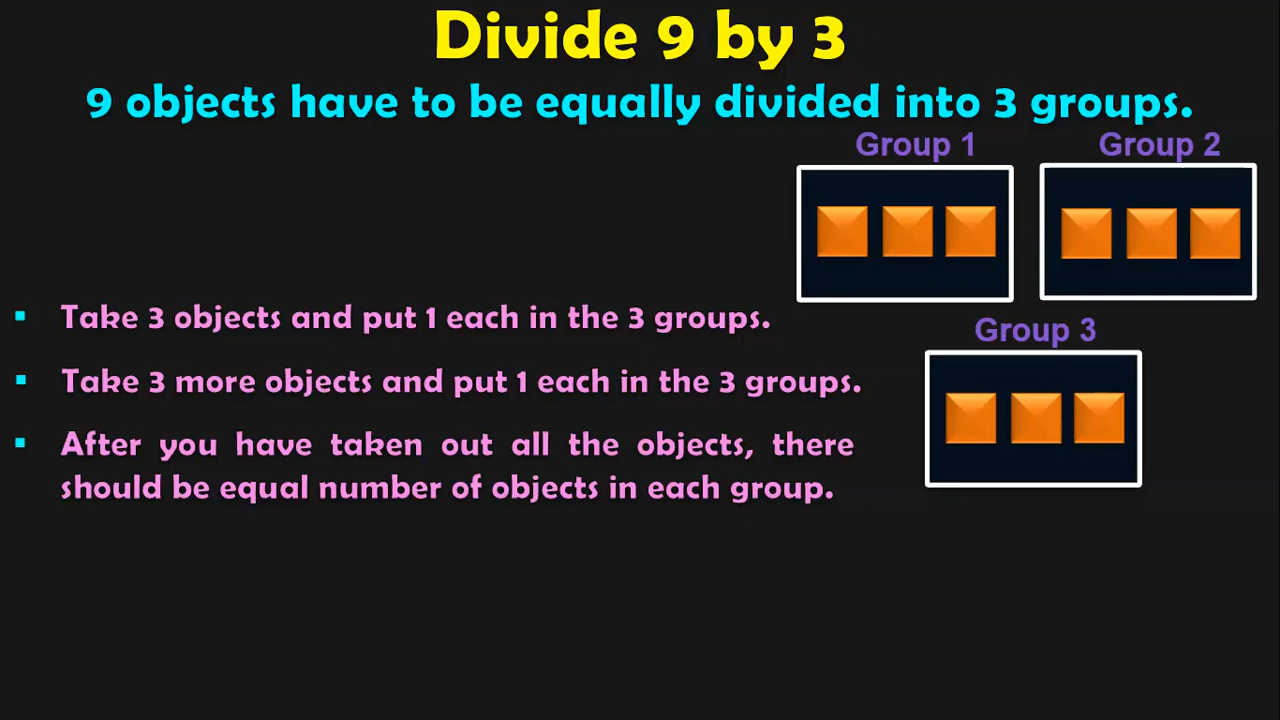 Divide 9 by 3
9 objects have to be equally divided into 3 groups.
Group 1
Group 2
Group 3
▪ Take 3 objects and put 1 each in the 3 groups.
▪ Take 3 more objects and put 1 each in the 3 groups.
▪ After you have taken out all the objects, there
should be equal number of objects in each group.